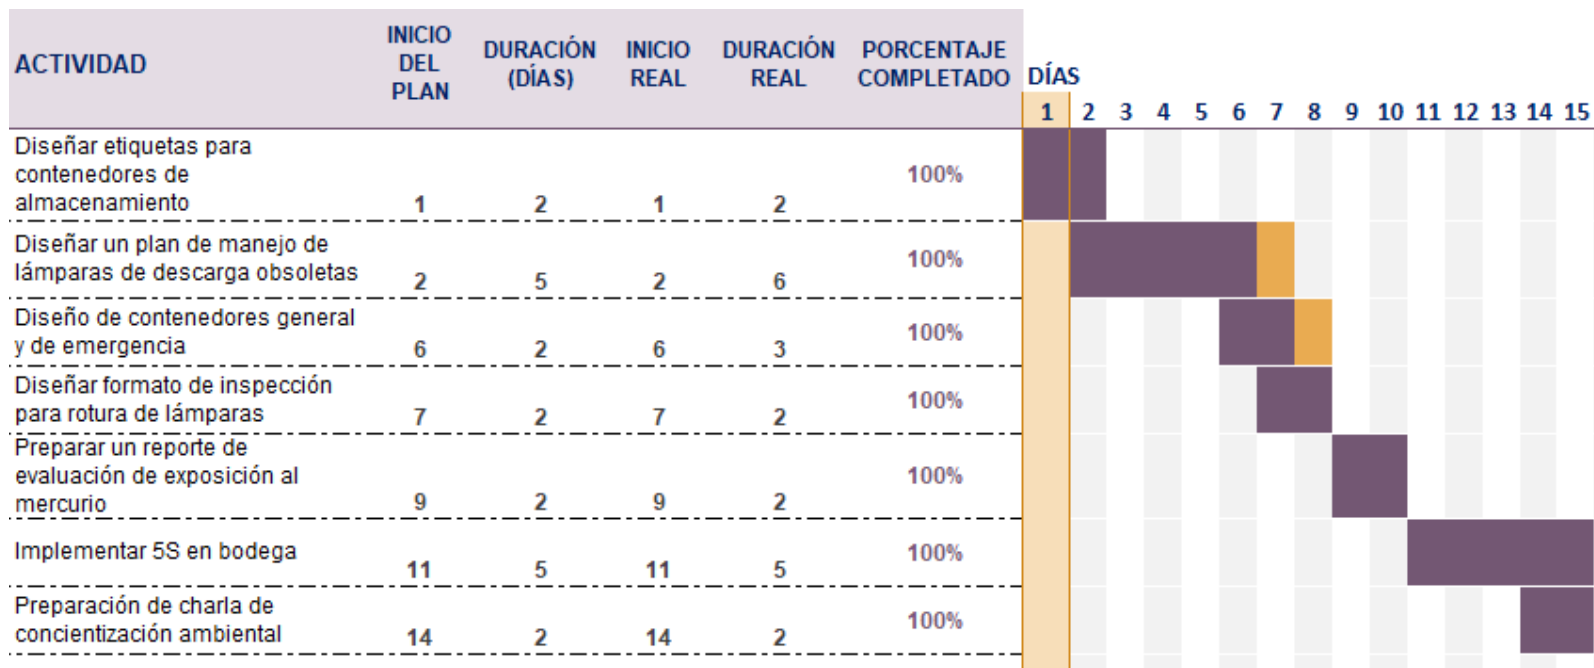 ACTIVIDAD
INICIO
DEL
PLAN
DURACIÓN
(DÍAS)
INICIO
REAL
DURACIÓN
REAL
PORCENTAJE
COMPLETADO
DÍAS
1 2 3 4 5 6 7 8 9 10 11 12 13 14 15
Diseñar etiquetas para
contenedores de
almacenamiento
1 2 1 2 100%
Diseñar un plan de manejo de
lámparas de descarga obsoletas
2 5 2 6 100%
Diseño de contenedores general
y de emergencia
6 2 6 3 100%
Diseñar formato de inspección
para rotura de lámparas
7 2 7 2 100%
Preparar un reporte de
evaluación de exposición al
mercurio
9 2 9 2 100%
Implementar 5S en bodega
11 5 11 5 100%
Preparación de charla de
concientización ambiental
14 2 14 2 100%